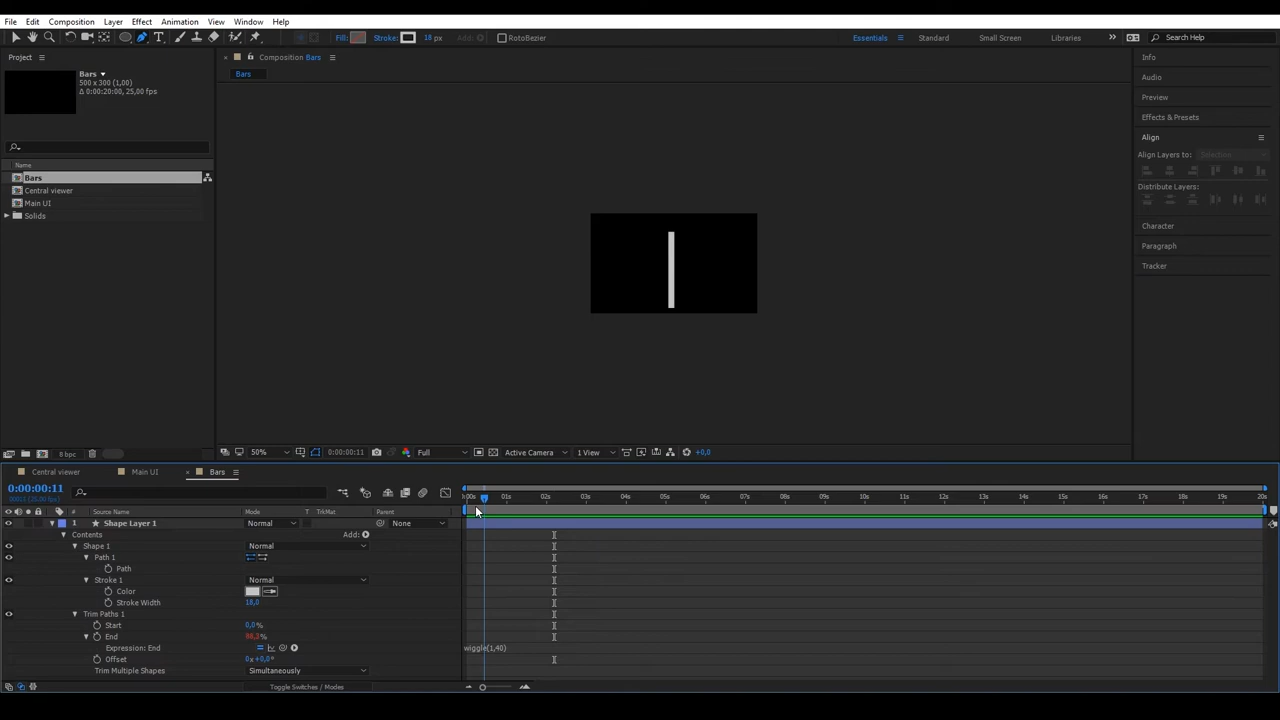 File Edit Composition Layer Effect Animation View Window Help
Fill: Stroke: 18 px Add: RotoBezier Essentials Standard Small Screen Libraries Search Help
Project
Composition Bars
Info
Bars
Bars
500 x 300 (1,00)
Δ 0:00:20:00, 25,00 fps
Audio
Preview
Effects & Presets
Align
Align Layers to: Selection
Name
Bars
Distribute Layers:
Central viewer
Main UI
Solids
Character
Paragraph
Tracker
8 bpc
50% 0:00:00:11 Full Active Camera 1 View +0,0
Central viewer Main UI Bars
0:00:00:11
00011 (25.00 fps)
:00s 01s 02s 03s 04s 05s 06s 07s 08s 09s 10s 11s 12s 13s 14s 15s 16s 17s 18s 19s 20s
# Source Name Mode T TrkMat Parent
1 Shape Layer 1 Normal None
Contents Add:
Shape 1 Normal
Path 1
Path
Stroke 1 Normal
Color
Stroke Width 18,0
Trim Paths 1
Start 0,0%
End %
Expression: End wiggle(1,40)
Offset 0x+0,0°
Trim Multiple Shapes Simultaneously
Toggle Switches / Modes